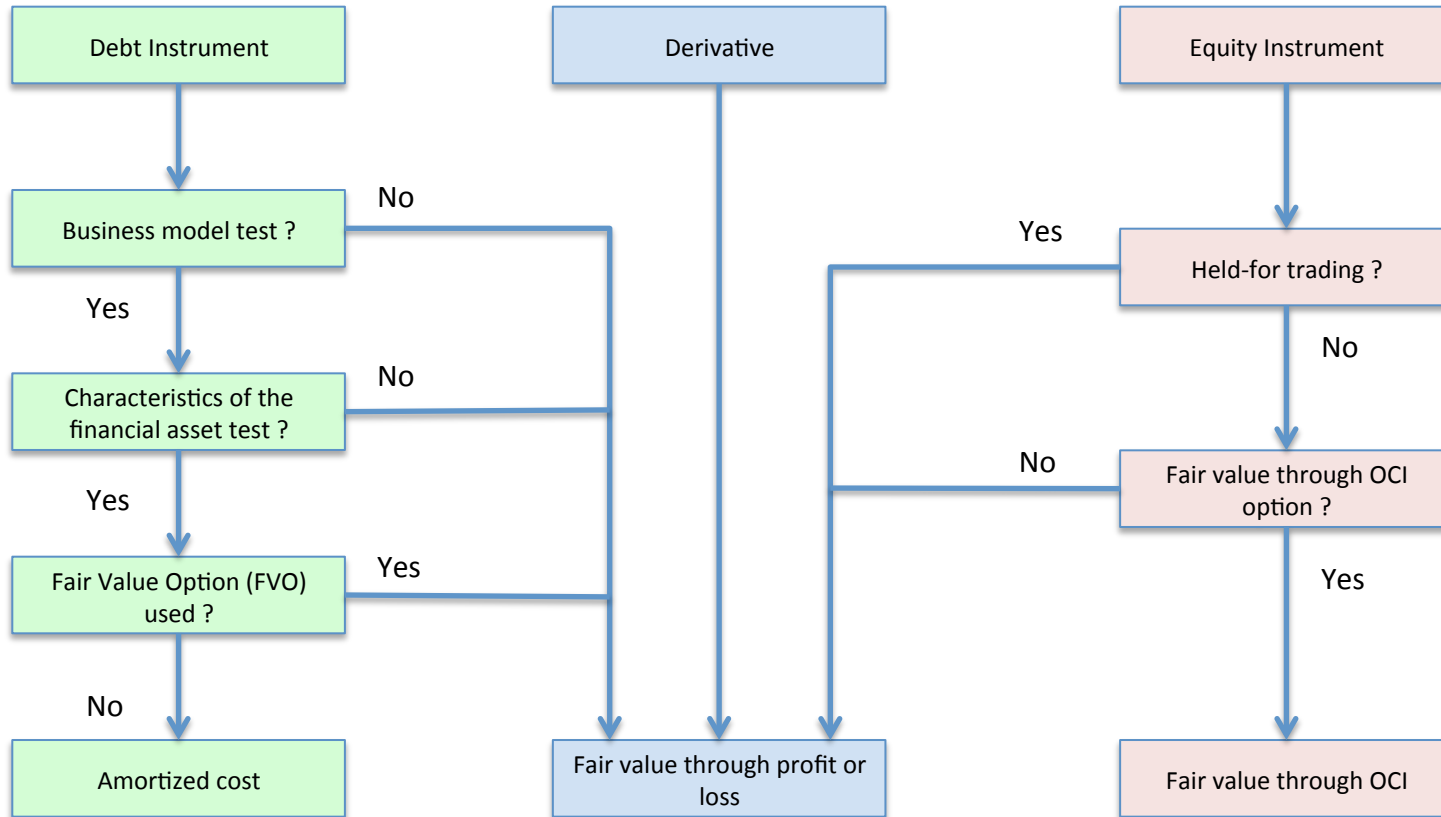 Debt Instrument
Derivative
Equity Instrument
No
Business model test ?
Yes
Held-for trading ?
Yes
No
No
Characteristics of the
financial asset test ?
No
Fair value through OCI
option ?
Yes
Yes
Fair Value Option (FVO)
used ?
Yes
No
Amortized cost
Fair value through profit or
loss
Fair value through OCI